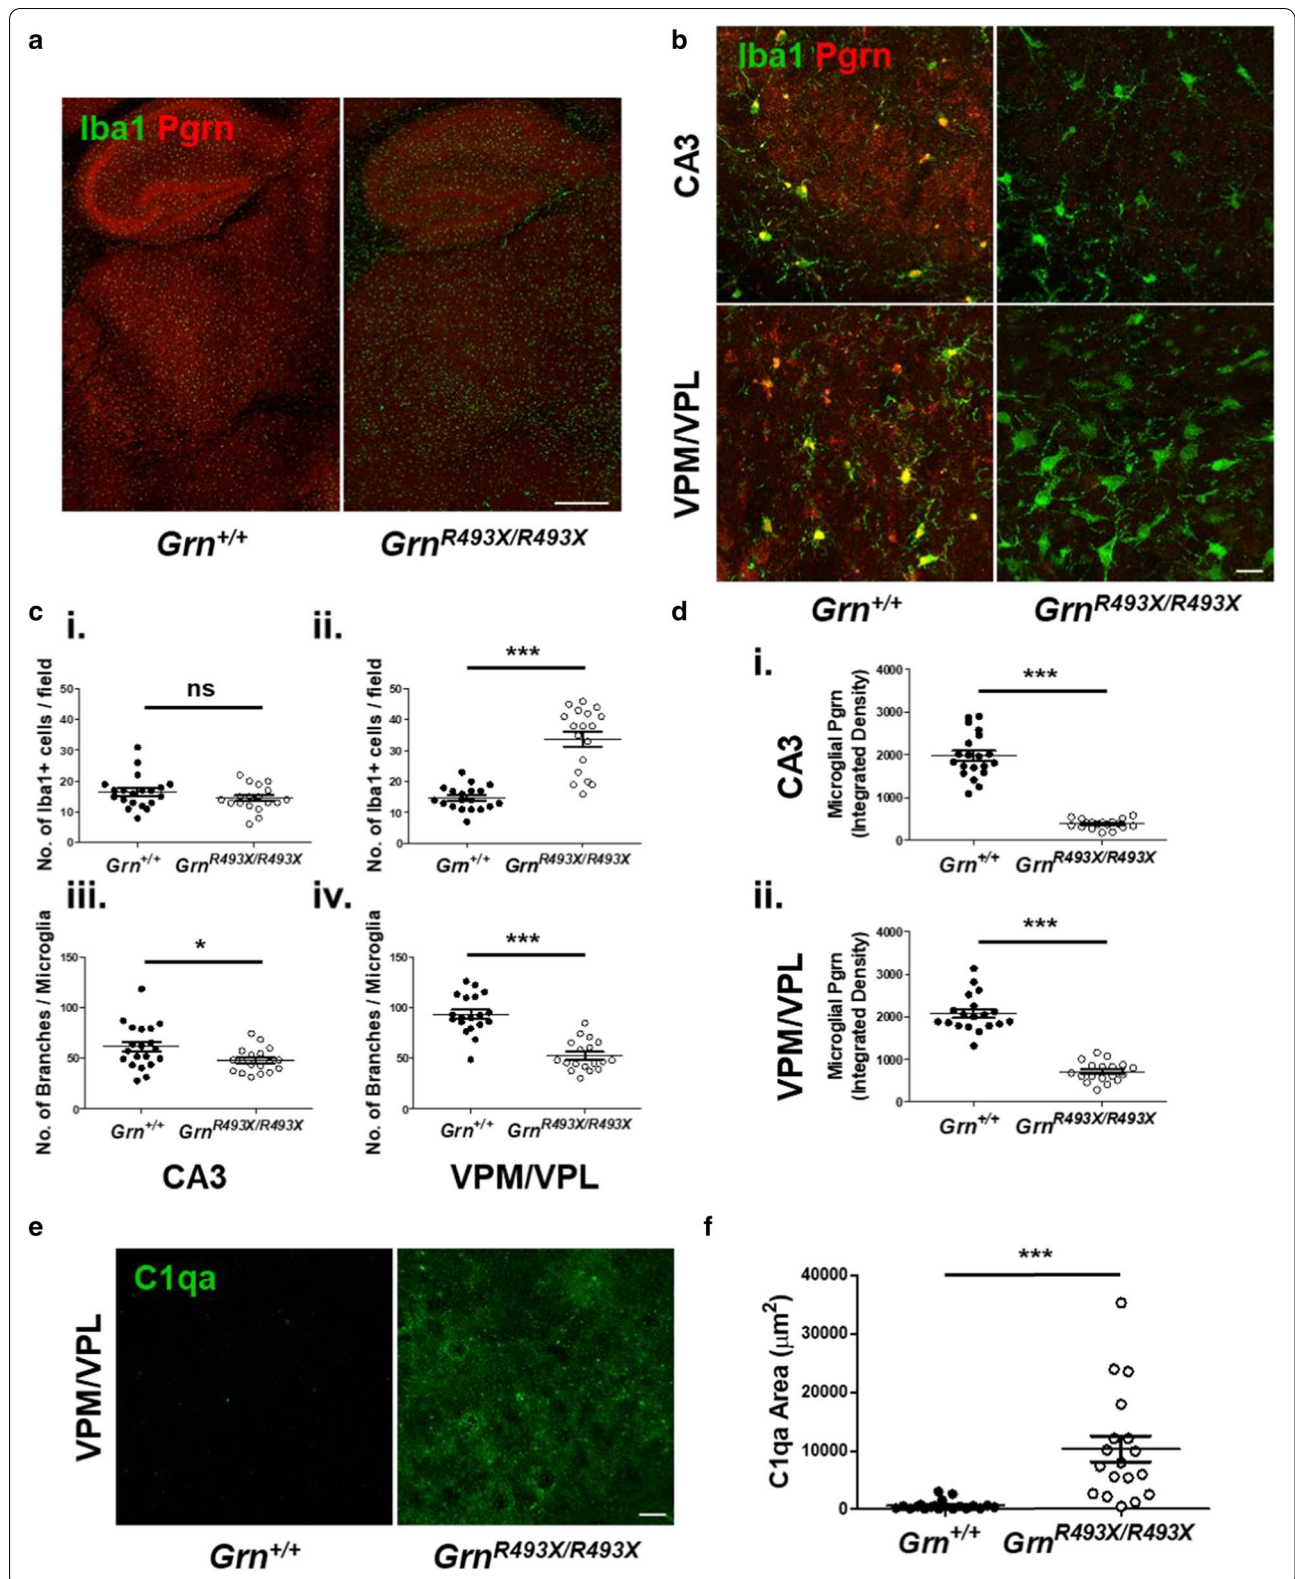 a
Iba1 Pgrn
Grn+/+
GrnR493X/R493X
b
Iba1 Pgrn
CA3
VPM/VPL
Grn+/+
GrnR493X/R493X
c
i.
No. of Iba1+ cells / field
50
40
30
20
10
0
ns
Grn+/+
GrnR493X/R493X
ii.
No. of Iba1+ cells / field
50
40
30
20
10
0
***
Grn+/+
GrnR493X/R493X
iii.
No. of Branches / Microglia
150
100
50
0
*
Grn+/+
GrnR493X/R493X
CA3
iv.
No. of Branches / Microglia
150
100
50
0
***
Grn+/+
GrnR493X/R493X
VPM/VPL
d
i.
CA3
Microglial Pgrn
(Integrated Density)
4000
3000
2000
1000
0
***
Grn+/+
GrnR493X/R493X
ii.
VPM/VPL
Microglial Pgrn
(Integrated Density)
4000
3000
2000
1000
0
***
Grn+/+
GrnR493X/R493X
e
C1qa
VPM/VPL
Grn+/+
GrnR493X/R493X
f
C1qa Area (μm2)
40000
30000
20000
10000
0
***
Grn+/+
GrnR493X/R493X